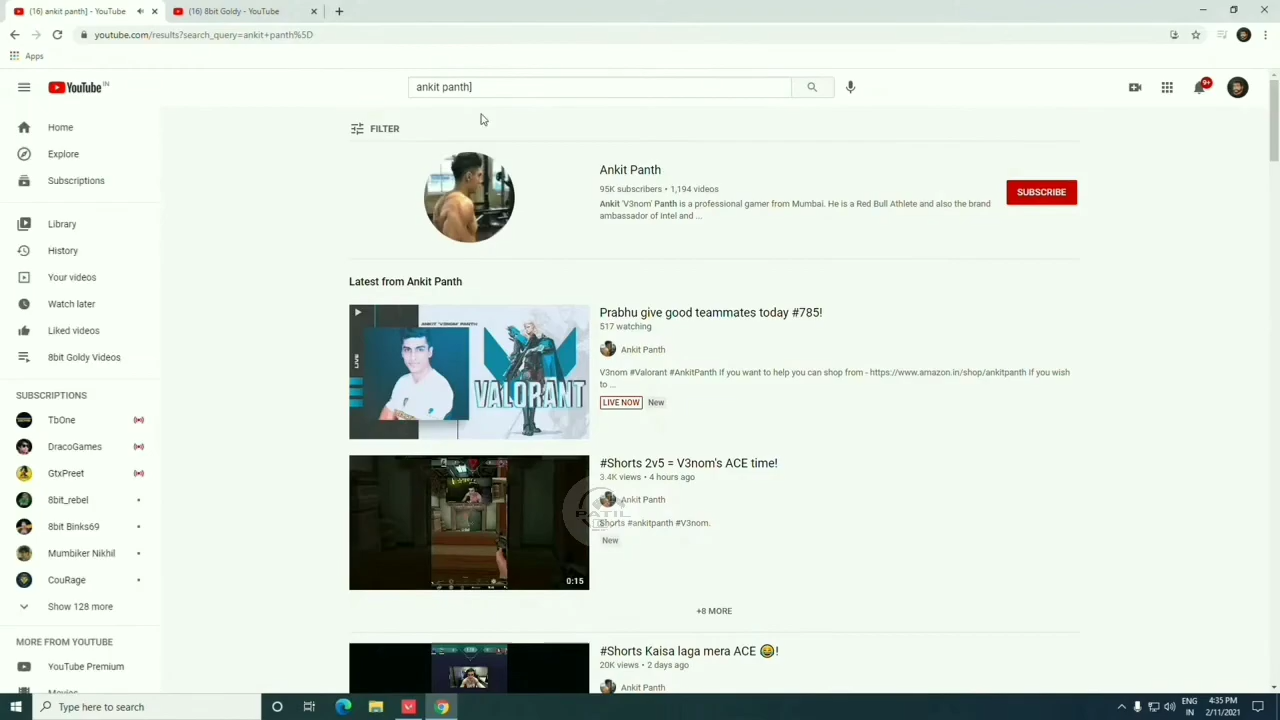 (16) ankit panth] - YouTube
(16) 8bit Goldy - YouTube
youtube.com/results?search_query=ankit+panth%5D
Apps
YouTube IN
ankit panth]
9+
Home
Explore
Subscriptions
Library
History
Your videos
Watch later
Liked videos
8bit Goldy Videos
SUBSCRIPTIONS
TbOne
DracoGames
GtxPreet
8bit_rebel
8bit Binks69
Mumbiker Nikhil
CouRage
Show 128 more
MORE FROM YOUTUBE
YouTube Premium
Movies
FILTER
Ankit Panth
95K subscribers • 1,194 videos
Ankit 'V3nom' Panth is a professional gamer from Mumbai. He is a Red Bull Athlete and also the brand
ambassador of Intel and ...
SUBSCRIBE
Latest from Ankit Panth
ANKIT "V3NOM" PANTH
LIVE
VALORANT
Prabhu give good teammates today #785!
517 watching
Ankit Panth
V3nom #Valorant #AnkitPanth If you want to help you can shop from - https://www.amazon.in/shop/ankitpanth If you wish
to ...
LIVE NOW New
#Shorts 2v5 = V3nom's ACE time!
3.4K views • 4 hours ago
Ankit Panth
PATIL
Shorts #ankitpanth #V3nom.
New
0:15
+8 MORE
#Shorts Kaisa laga mera ACE 😂!
20K views • 2 days ago
Ankit Panth
Type here to search
ENG
IN
4:35 PM
2/11/2021